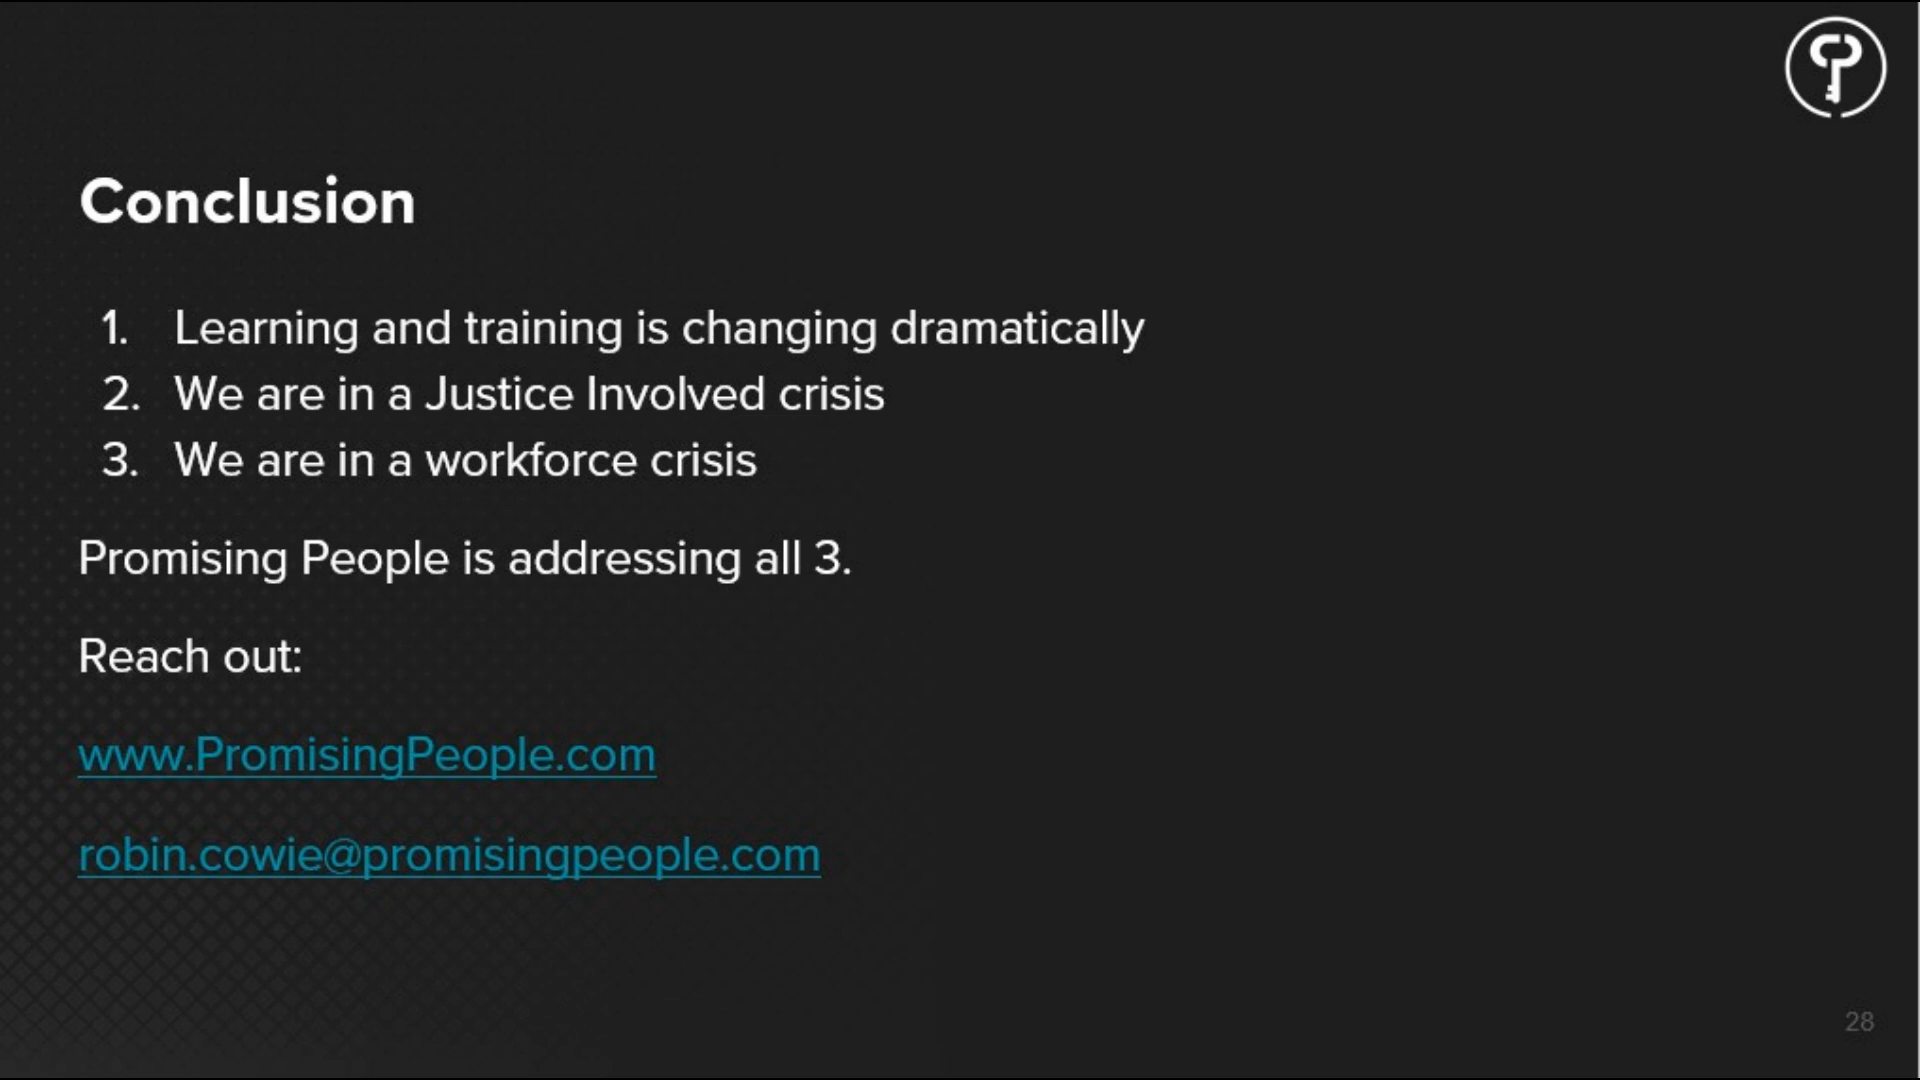 Conclusion
1. Learning and training is changing dramatically
2. We are in a Justice Involved crisis
3. We are in a workforce crisis
Promising People is addressing all 3.
Reach out:
www.PromisingPeople.com
robin.cowie@promisingpeople.com
28